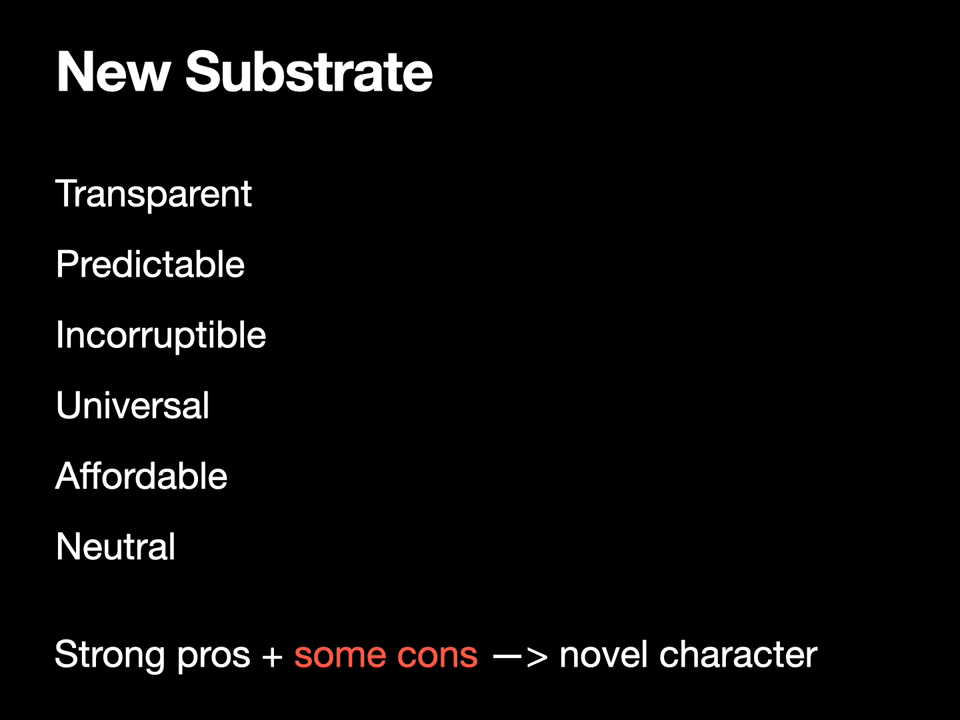 New Substrate
Transparent
Predictable
Incorruptible
Universal
Affordable
Neutral
Strong pros + some cons —> novel character